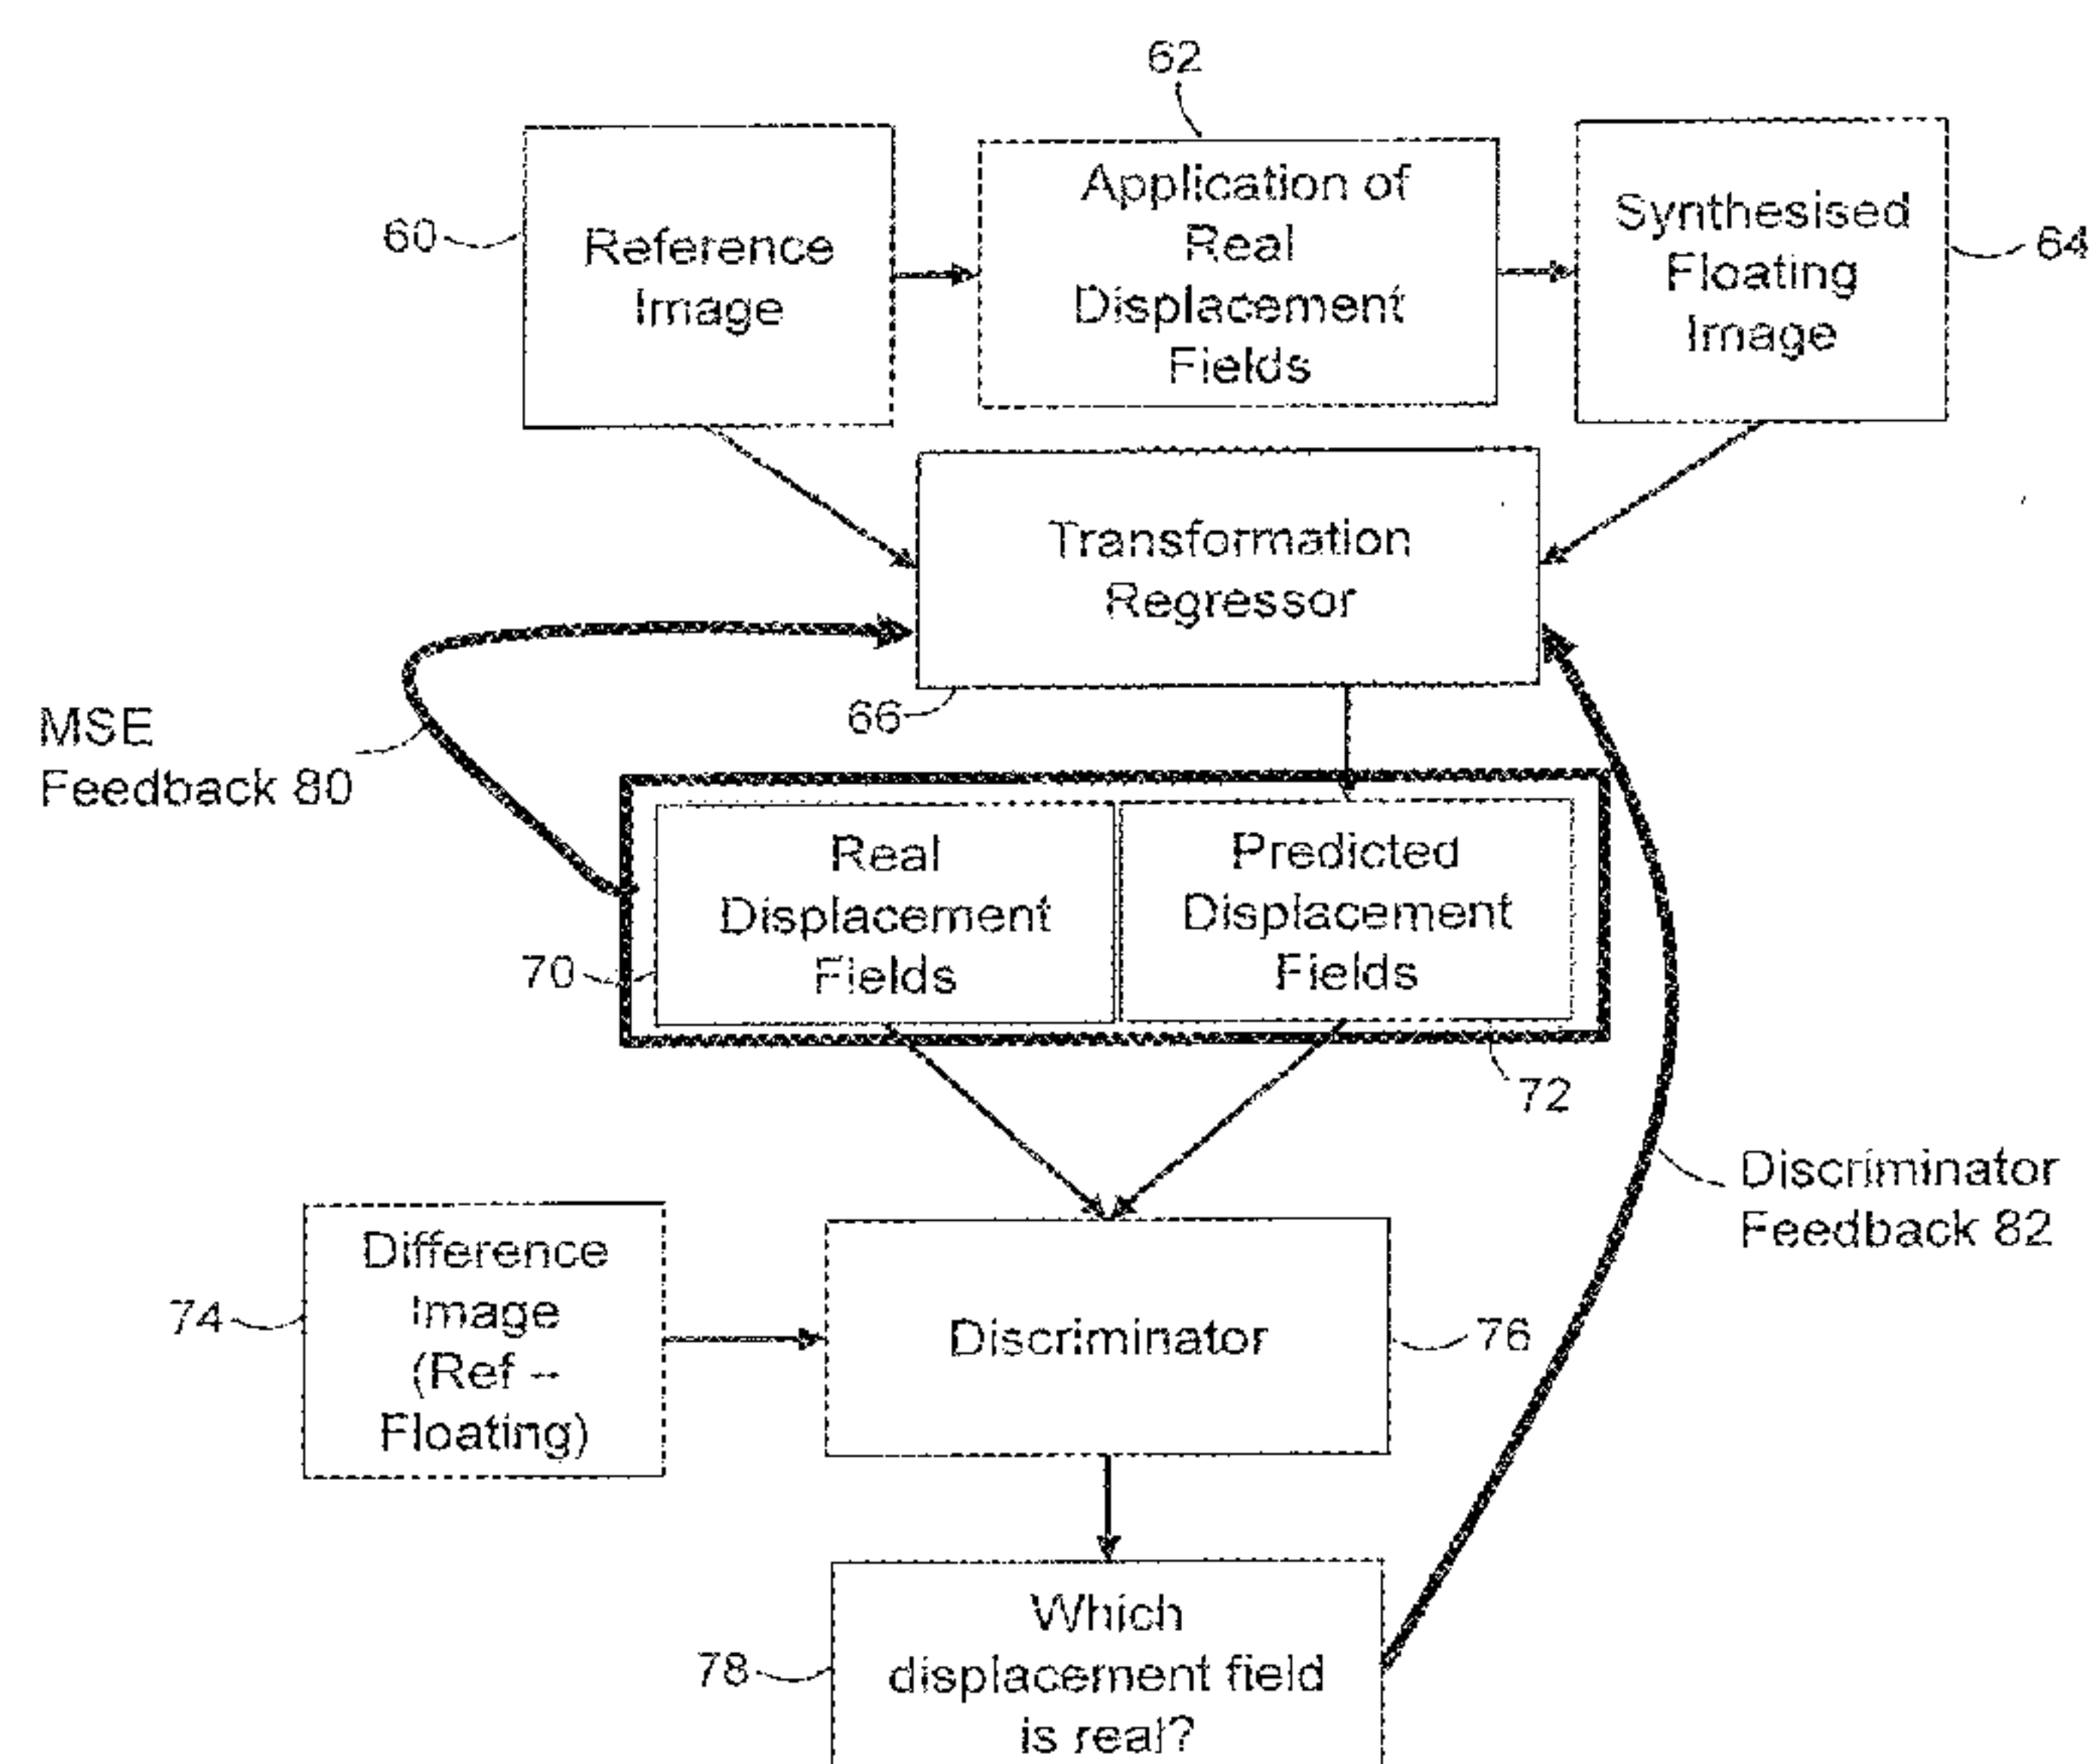 62
60
Reference
Image
Application of
Real
Displacement
Fields
Synthesised
Floating
Image
64
Transformation
Regressor
66
MSE
Feedback 80
Real
Displacement
Fields
70
Predicted
Displacement
Fields
72
Discriminator
Feedback 82
74
Difference
Image
(Ref --
Floating)
Discriminator
76
78
Which
displacement field
is real?